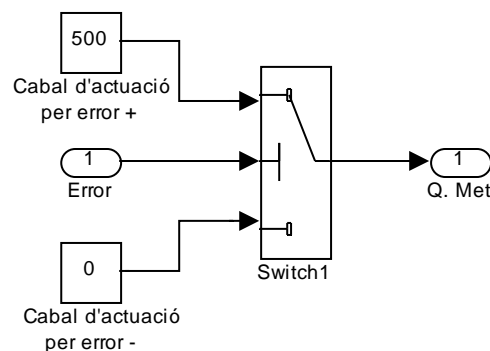 500
Cabal d'actuació
per error +
1
Error
0
Cabal d'actuació
per error -
Switch1
1
Q. Met